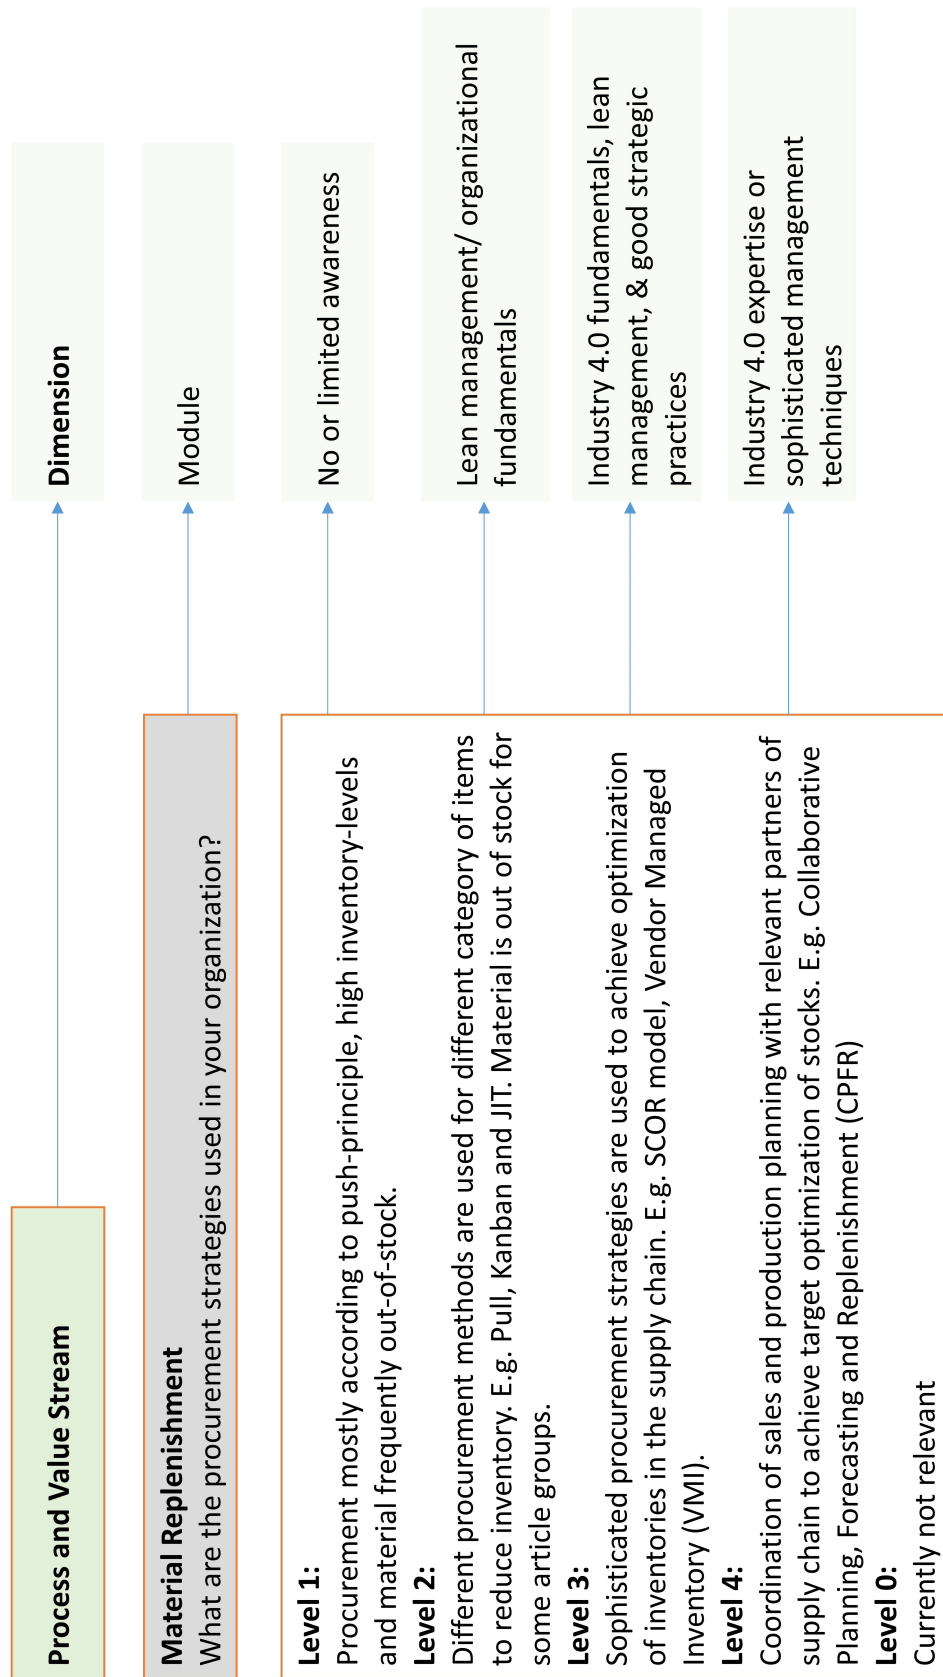 Process and Value Stream
Dimension
Material Replenishment
What are the procurement strategies used in your organization?
Module
Level 1:
Procurement mostly according to push-principle, high inventory-levels
and material frequently out-of-stock.
No or limited awareness
Level 2:
Different procurement methods are used for different category of items
to reduce inventory. E.g. Pull, Kanban and JIT. Material is out of stock for
some article groups.
Lean management/ organizational
fundamentals
Level 3:
Sophisticated procurement strategies are used to achieve optimization
of inventories in the supply chain. E.g. SCOR model, Vendor Managed
Inventory (VMI).
Industry 4.0 fundamentals, lean
management, & good strategic
practices
Level 4:
Coordination of sales and production planning with relevant partners of
supply chain to achieve target optimization of stocks. E.g. Collaborative
Planning, Forecasting and Replenishment (CPFR)
Industry 4.0 expertise or
sophisticated management
techniques
Level 0:
Currently not relevant